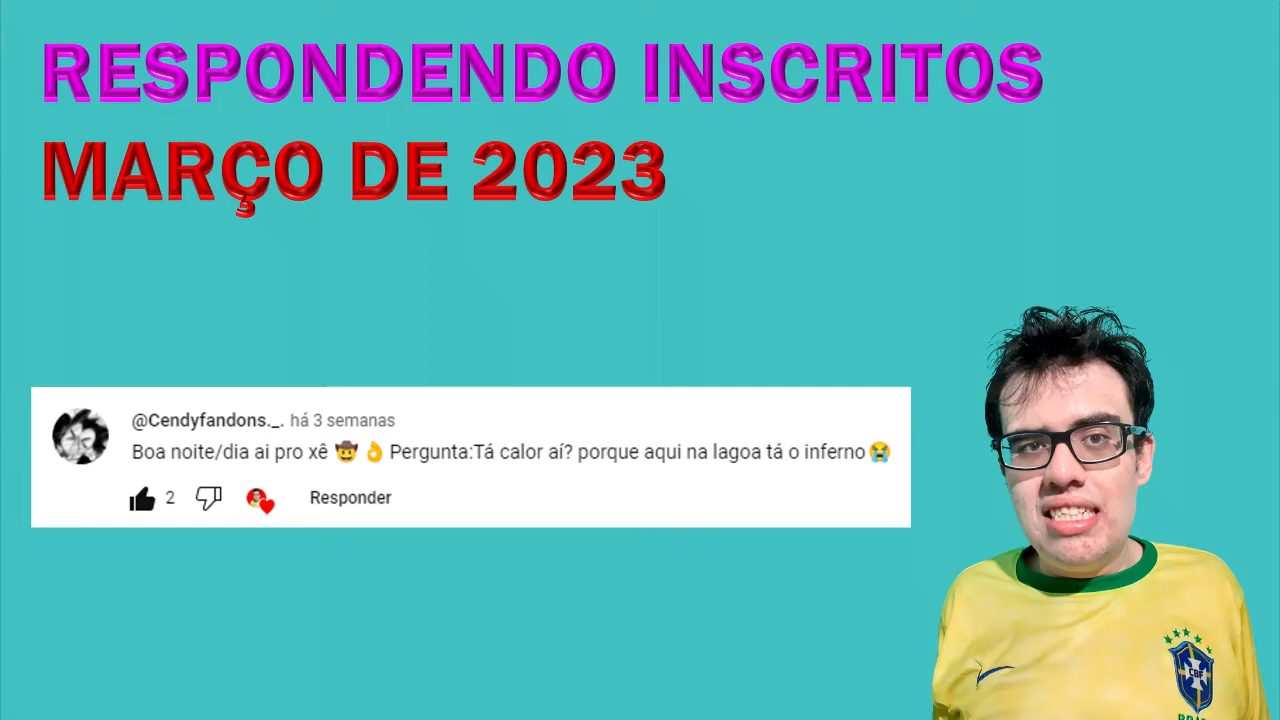 RESPONDENDO INSCRITOS
MARÇO DE 2023
@Cendyfandons._. há 3 semanas
Boa noite/dia ai pro xê 🤠 👌 Pergunta:Tá calor aí? porque aqui na lagoa tá o inferno😭
2 Responder
CBF